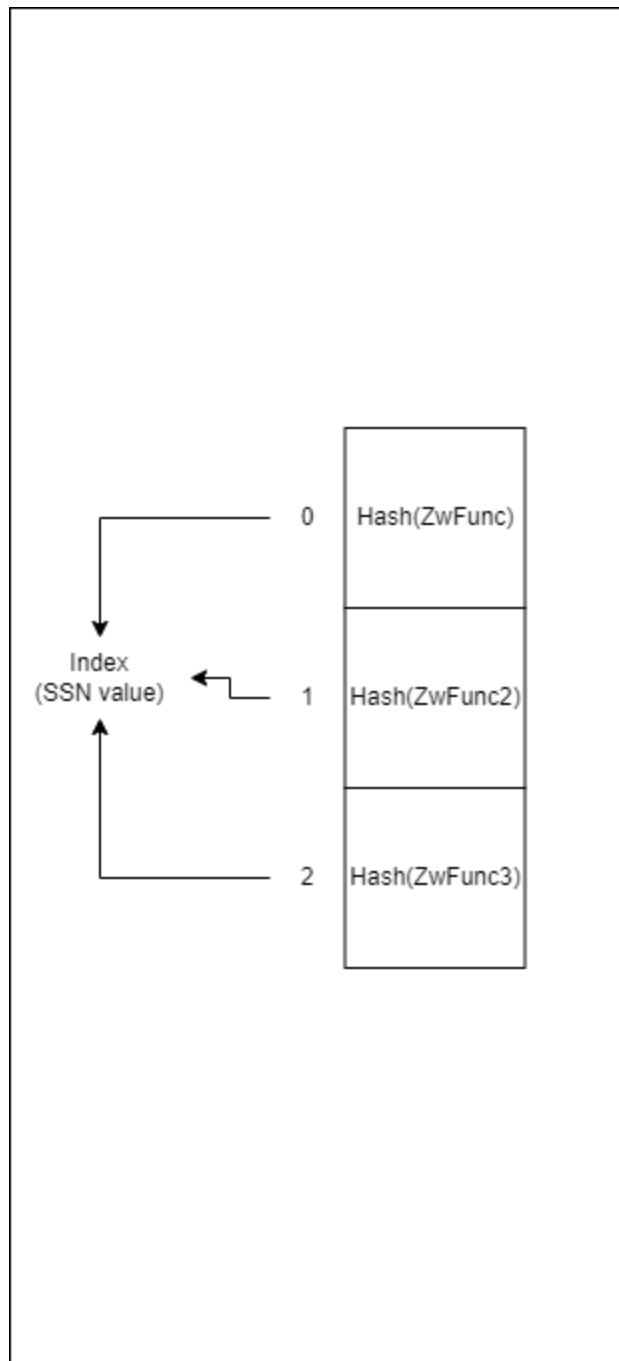 0
Hash(ZwFunc)
Index
(SSN value)
1
Hash(ZwFunc2)
2
Hash(ZwFunc3)